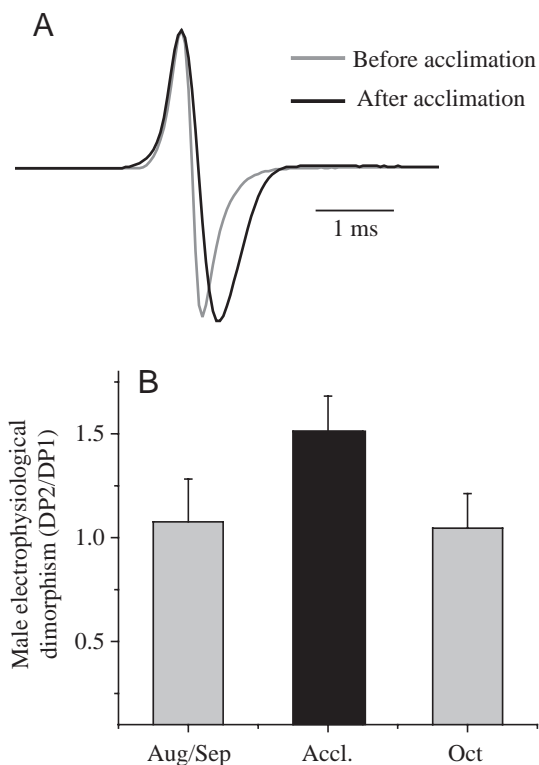 A
Before acclimation
After acclimation
1 ms
B
Male electrophysiological
dimorphism (DP2/DP1)
1.5
1.0
0.5
Aug/Sep
Accl.
Oct